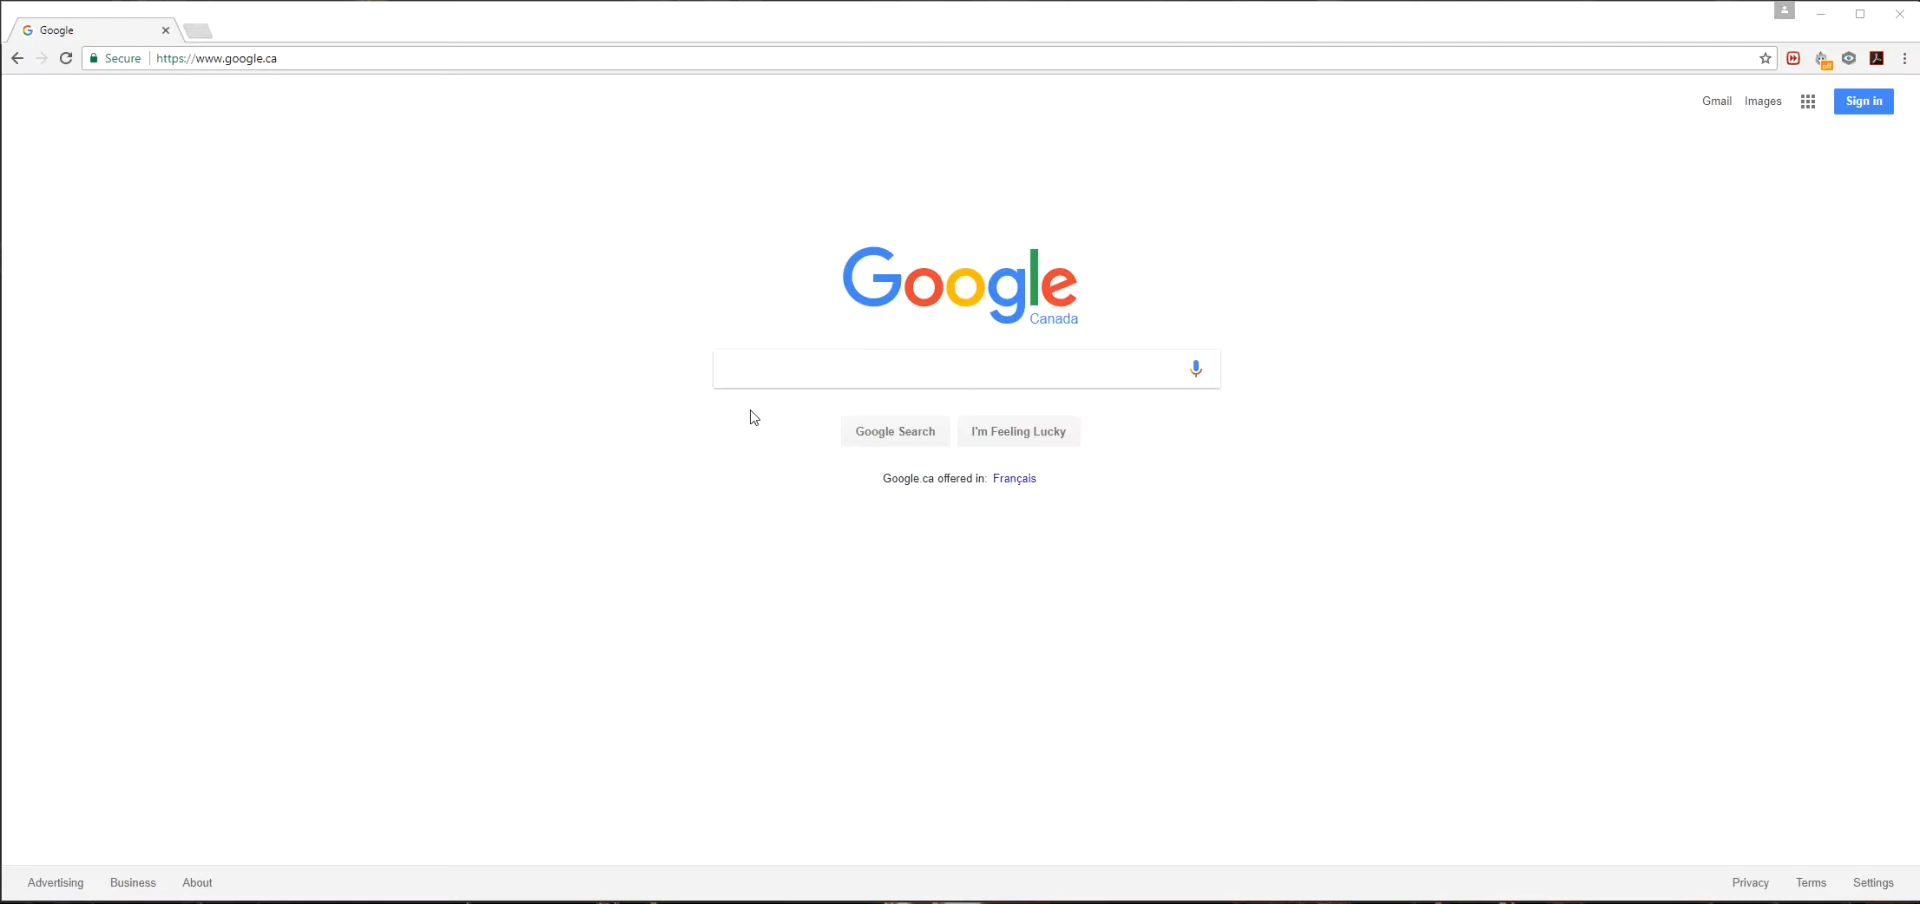 Google
Secure https://www.google.ca
Gmail Images Sign in
Google
Canada
Google Search I'm Feeling Lucky
Google.ca offered in: Français
Advertising Business About Privacy Terms Settings